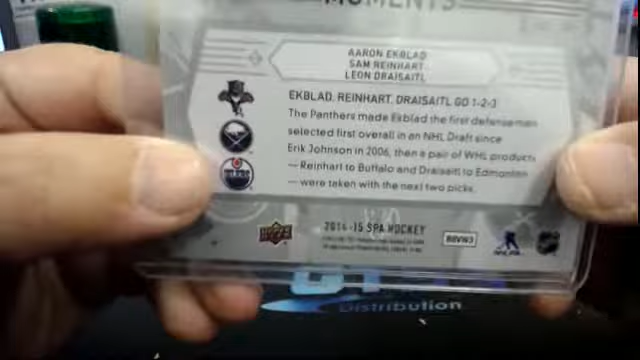 MOMENTS
AARON EKBLAD
SAM REINHART
LEON DRAISAITL
EKBLAD, REINHART, DRAISAITL GO 1-2-3
The Panthers made Ekblad the first defenseman
selected first overall in an NHL Draft since
Erik Johnson in 2006, then a pair of WHL products
— Reinhart to Buffalo and Draisaitl to Edmonton
— were taken with the next two picks.
2014-15 SPA HOCKEY
Distribution